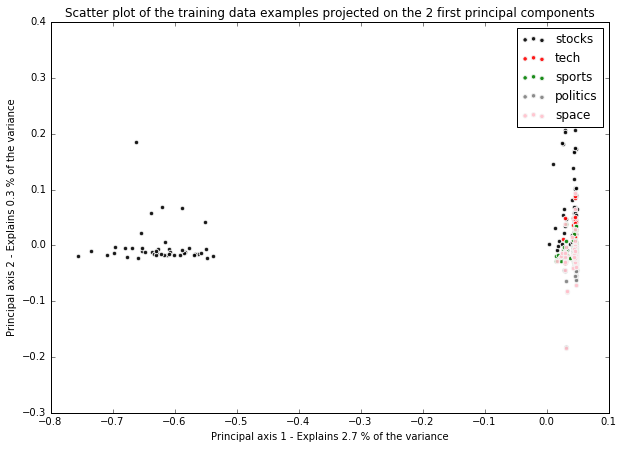 Scatter plot of the training data examples projected on the 2 first principal components
0.4
0.3
0.2
0.1
0.0
−0.1
−0.2
−0.3
Principal axis 2 - Explains 0.3 % of the variance
stocks
tech
sports
politics
space
−0.8
−0.7
−0.6
−0.5
−0.4
−0.3
−0.2
−0.1
0.0
0.1
Principal axis 1 - Explains 2.7 % of the variance